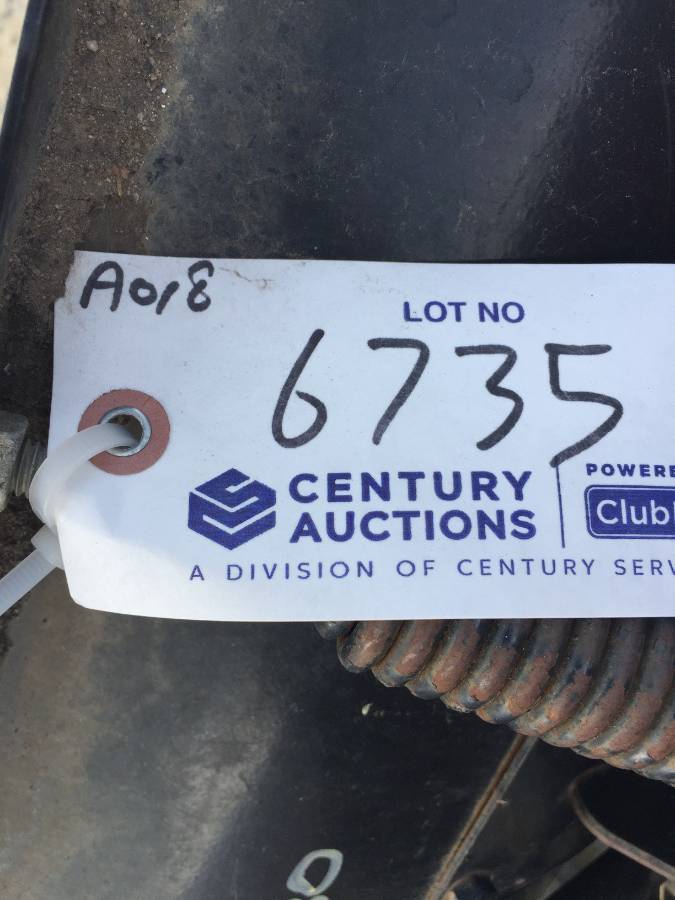 A018
LOT NO
6735
CENTURY
AUCTIONS
POWERE
Club
A DIVISION OF CENTURY SERV